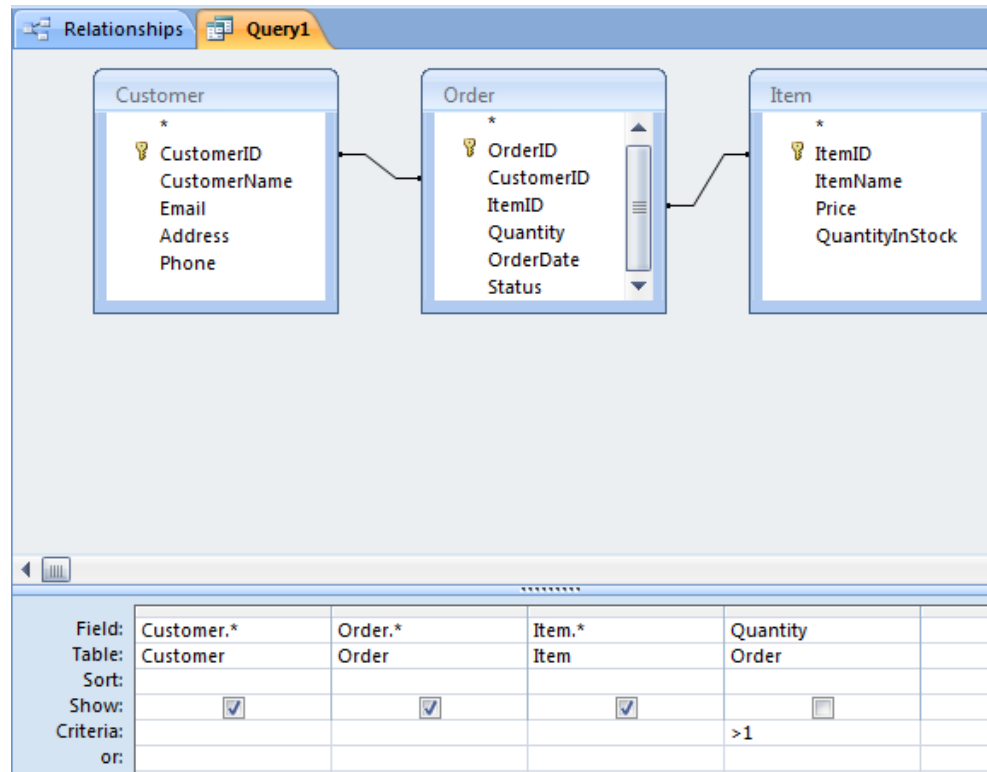 Relationships Query1
Customer
*
CustomerID
CustomerName
Email
Address
Phone
Order
*
OrderID
CustomerID
ItemID
Quantity
OrderDate
Status
Item
*
ItemID
ItemName
Price
QuantityInStock
Field: Customer.* Order.* Item.* Quantity
Table: Customer Order Item Order
Sort:
Show:
Criteria: >1
or: